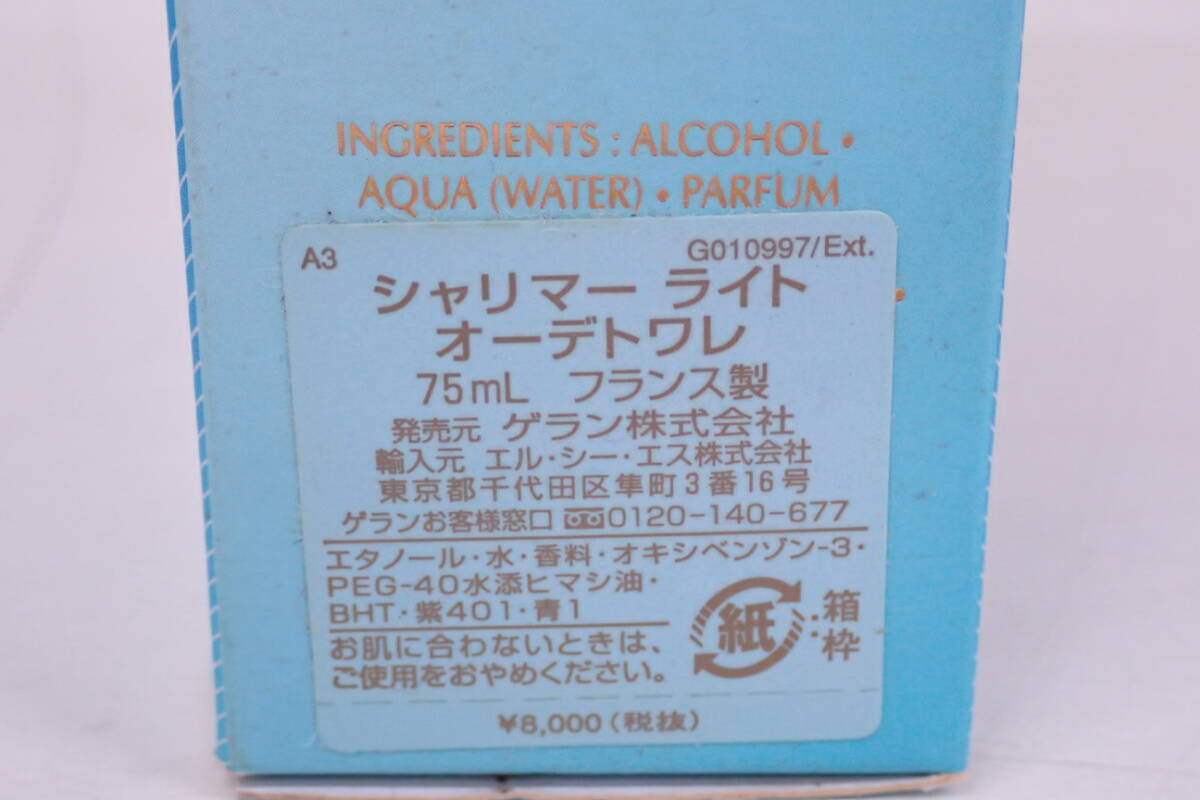 INGREDIENTS : ALCOHOL •
AQUA (WATER) • PARFUM
A3
G010997/Ext.
シャリマー ライト
オーデトワレ
75mL フランス製
発売元 ゲラン株式会社
輸入元 エル・シー・エス株式会社
東京都千代田区隼町3番16号
ゲランお客様窓口 0120-140-677
エタノール・水・香料・オキシベンゾン-3・
PEG-40水添ヒマシ油・
BHT・紫401・青1
お肌に合わないときは、
ご使用をおやめください。
紙
:箱
:枠
¥8,000(税抜)